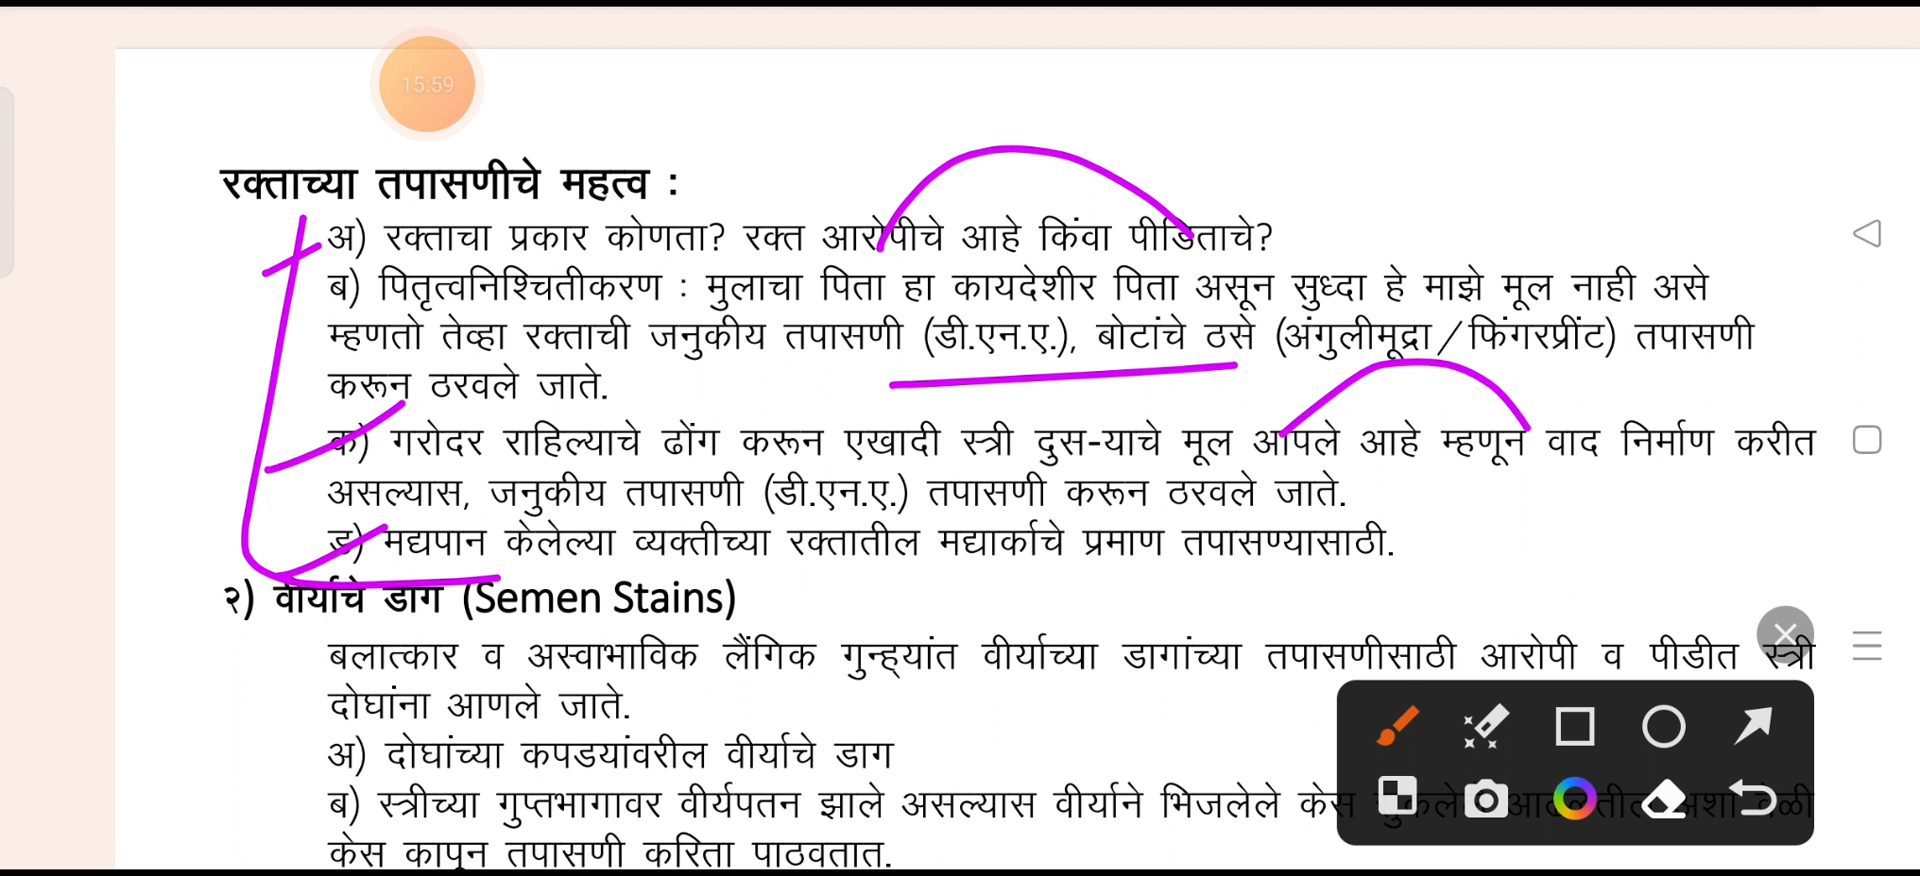 15:59
रक्ताच्या तपासणीचे महत्व :
अ) रक्ताचा प्रकार कोणता? रक्त आरोपीचे आहे किंवा पीडिताचे?
ब) पितृत्वनिश्चितीकरण : मुलाचा पिता हा कायदेशीर पिता असून सुध्दा हे माझे मूल नाही असे
म्हणतो तेव्हा रक्ताची जनुकीय तपासणी (डी.एन.ए.), बोटांचे ठसे (अंगुलीमूद्रा/फिंगरप्रींट) तपासणी
करून ठरवले जाते.
क) गरोदर राहिल्याचे ढोंग करून एखादी स्त्री दुस-याचे मूल आपले आहे म्हणून वाद निर्माण करीत
असल्यास, जनुकीय तपासणी (डी.एन.ए.) तपासणी करून ठरवले जाते.
ड) मद्यपान केलेल्या व्यक्तीच्या रक्तातील मद्यार्काचे प्रमाण तपासण्यासाठी.
२) वीर्याचे डाग (Semen Stains)
बलात्कार व अस्वाभाविक लैंगिक गुन्ह्यांत वीर्याच्या डागांच्या तपासणीसाठी आरोपी व पीडीत स्त्री
दोघांना आणले जाते.
अ) दोघांच्या कपडयांवरील वीर्याचे डाग
ब) स्त्रीच्या गुप्तभागावर वीर्यपतन झाले असल्यास वीर्याने भिजलेले केस
केस कापून तपासणी करिता पाठवतात.